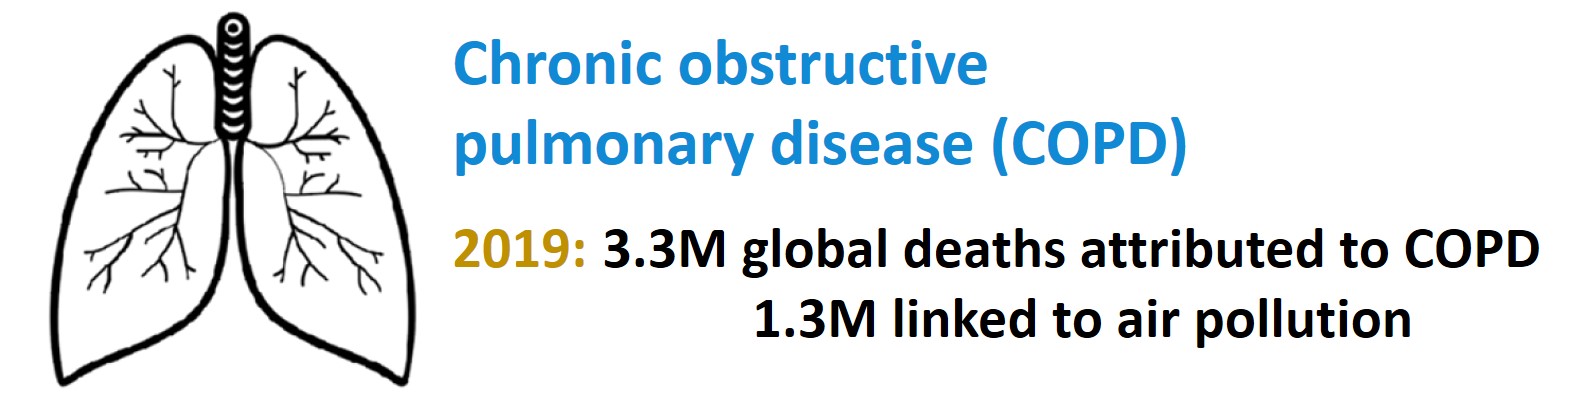 Chronic obstructive
pulmonary disease (COPD)
2019: 3.3M global deaths attributed to COPD
1.3M linked to air pollution